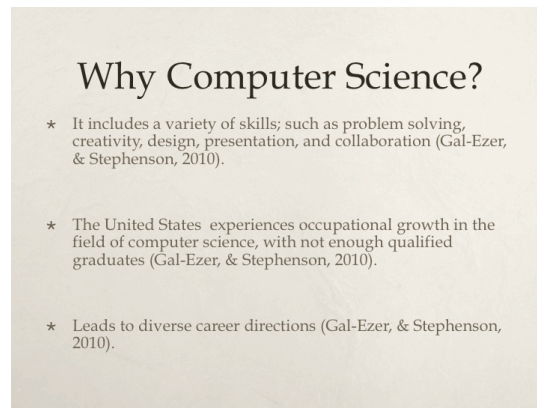 Why Computer Science?
* It includes a variety of skills; such as problem solving,
creativity, design, presentation, and collaboration (Gal-Ezer,
& Stephenson, 2010).
* The United States  experiences occupational growth in the
field of computer science, with not enough qualified
graduates (Gal-Ezer, & Stephenson, 2010).
* Leads to diverse career directions (Gal-Ezer, & Stephenson,
2010).